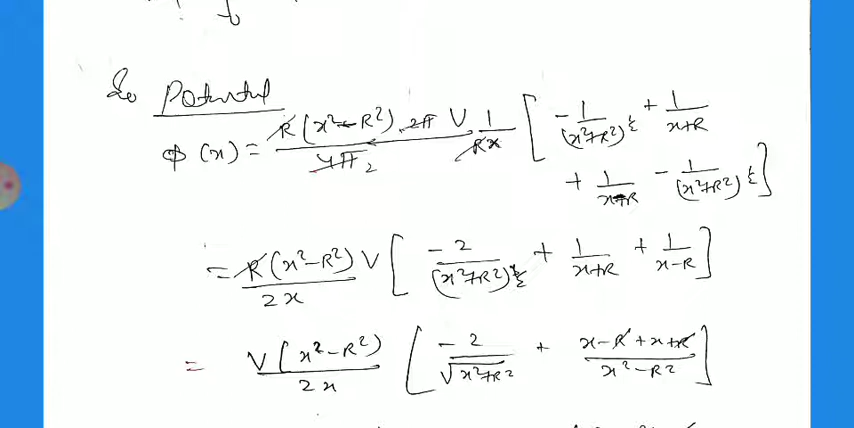 So Potential
φ(x) = R(x²-R²).2π V / 4π 2 1/Rx [ -1/(x²+R²)^½ + 1/x+R
+ 1/x-R - 1/(x²+R²)^½ ]
= R(x²-R²)/2x V [ -2/(x²+R²)^½ + 1/x+R + 1/x-R ]
= V(x²-R²)/2x [ -2/√x²+R² + x-R+x+R/x²-R² ]